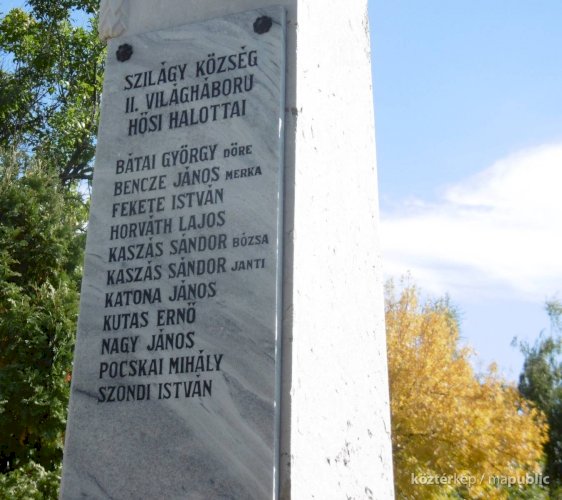 SZILÁGY KÖZSÉG
II. VILÁGHÁBORU
HŐSI HALOTTAI
BÁTAI GYÖRGY DÖRE
BENCZE JÁNOS MERKA
FEKETE ISTVÁN
HORVÁTH LAJOS
KASZÁS SÁNDOR BÓZSA
KASZÁS SÁNDOR JANTI
KATONA JÁNOS
KUTAS ERNŐ
NAGY JÁNOS
POCSKAI MIHÁLY
SZONDI ISTVÁN
köztérkép / mapublic